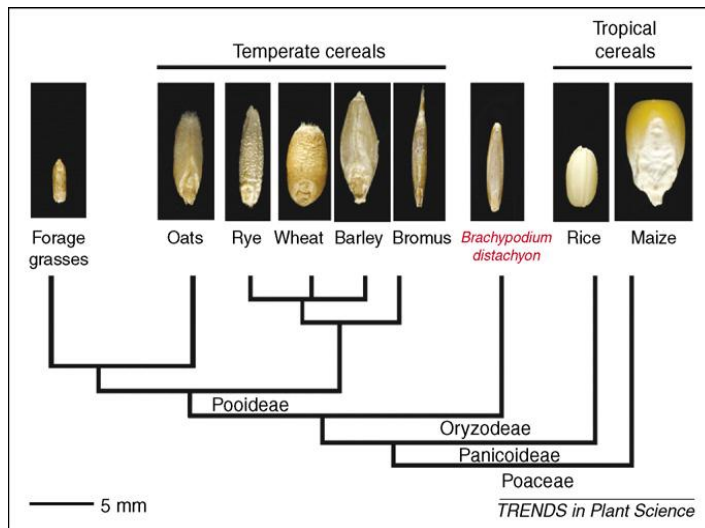 Temperate cereals
Tropical
cereals
Forage
grasses
Oats
Rye
Wheat
Barley
Bromus
Brachypodium
distachyon
Rice
Maize
Pooideae
Oryzodeae
Panicoideae
Poaceae
5 mm
TRENDS in Plant Science